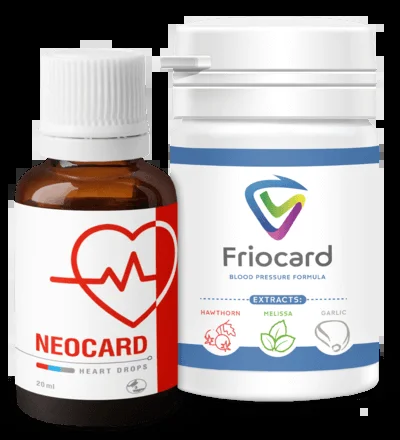 NEOCARD
HEART DROPS
20 ml
Friocard
BLOOD PRESSURE FORMULA
EXTRACTS:
HAWTHORN MELISSA GARLIC